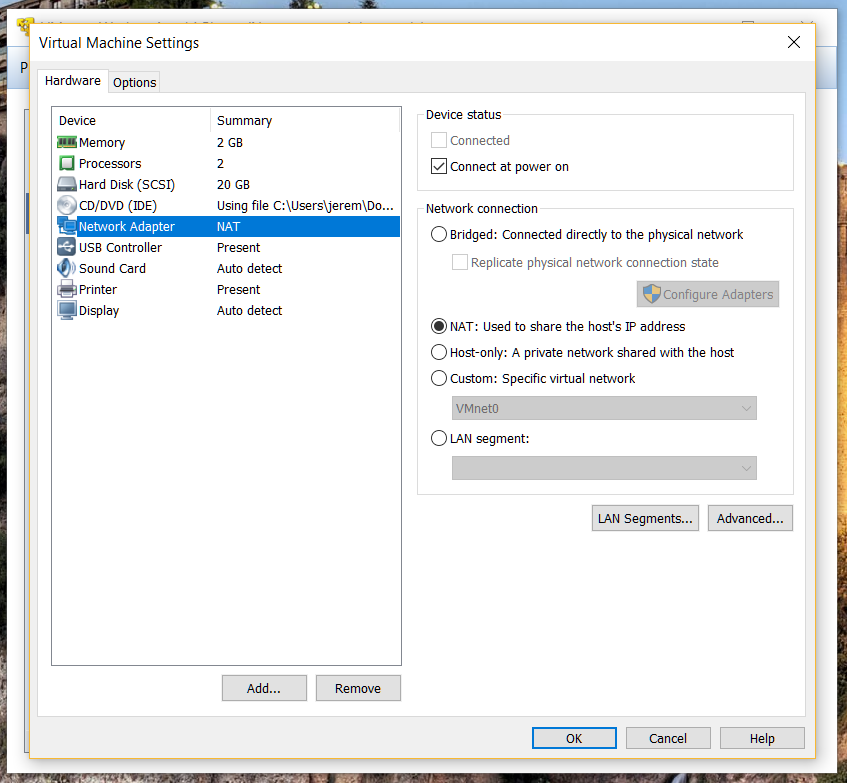 Virtual Machine Settings
P
Hardware Options
Device Summary
Memory 2 GB
Processors 2
Hard Disk (SCSI) 20 GB
CD/DVD (IDE) Using file C:\Users\jerem\Do...
Network Adapter NAT
USB Controller Present
Sound Card Auto detect
Printer Present
Display Auto detect
Add... Remove
Device status
Connected
Connect at power on
Network connection
Bridged: Connected directly to the physical network
Replicate physical network connection state
Configure Adapters
NAT: Used to share the host's IP address
Host-only: A private network shared with the host
Custom: Specific virtual network
VMnet0
LAN segment:
LAN Segments... Advanced...
OK Cancel Help